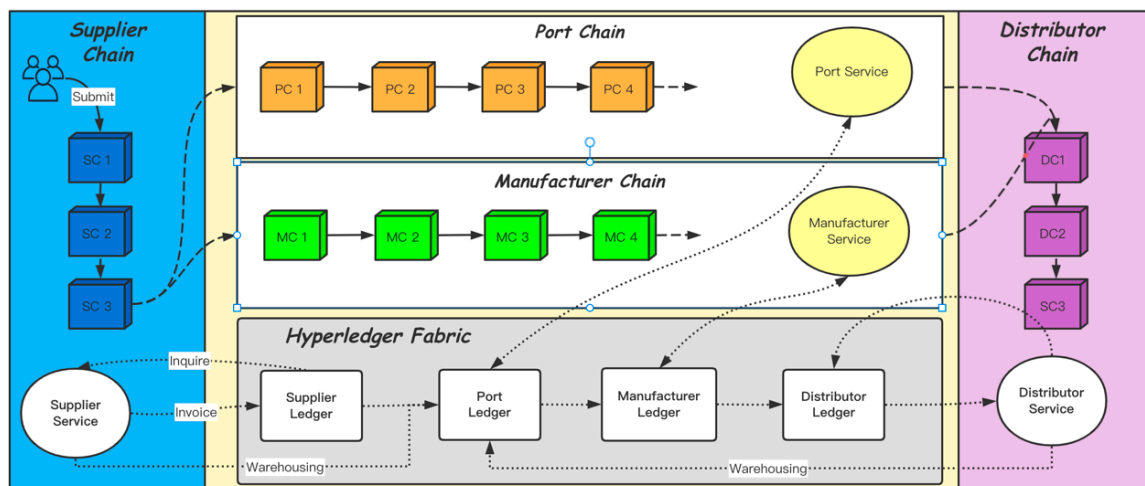 Supplier
Chain
Submit
SC 1
SC 2
SC 3
Port Chain
PC 1
PC 2
PC 3
PC 4
Port Service
Manufacturer Chain
MC 1
MC 2
MC 3
MC 4
Manufacturer
Service
Distributor
Chain
DC1
DC2
SC3
Hyperledger Fabric
Inquire
Supplier
Service
Invoice
Supplier
Ledger
Port
Ledger
Manufacturer
Ledger
Distributor
Ledger
Distributor
Service
Warehousing
Warehousing